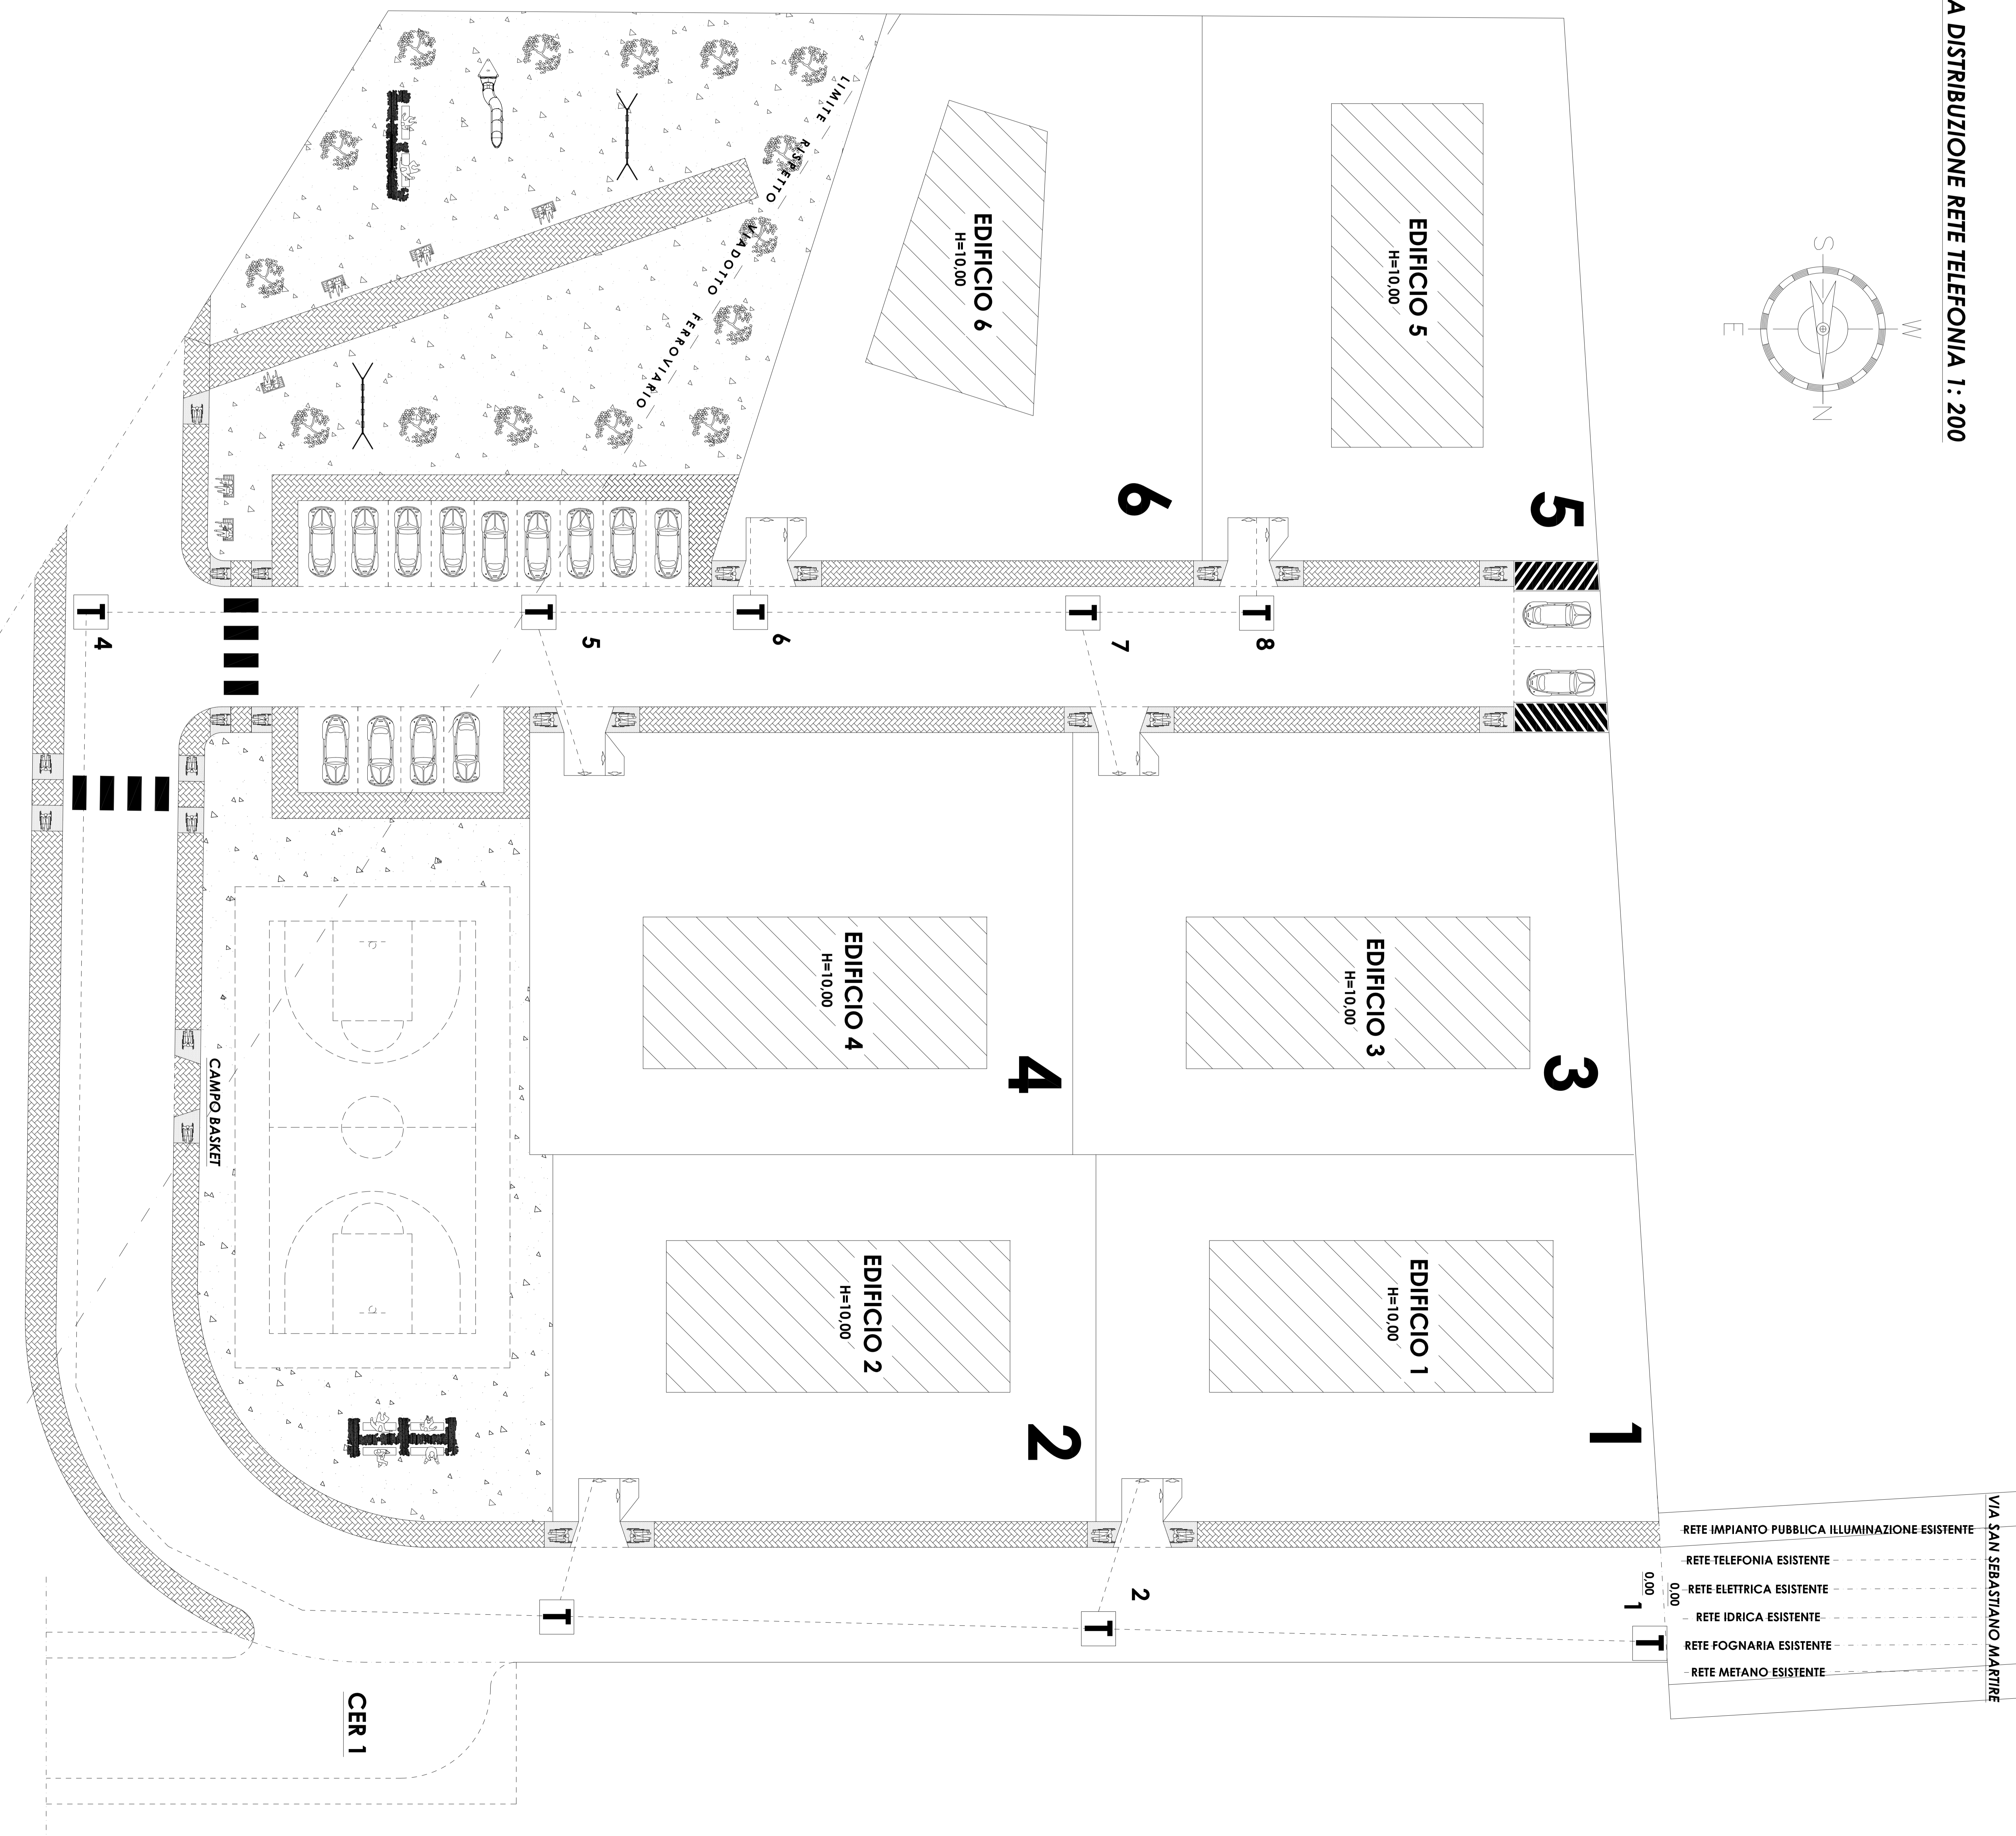 A DISTRIBUZIONE RETE TELEFONIA 1: 200
S
W
E
N
LIMITE RISPETTO VIADOTTO FERROVIARIO
EDIFICIO 6
H=10,00
EDIFICIO 5
H=10,00
6
5
T
4
T
5
T
6
T
7
T
8
EDIFICIO 4
H=10,00
EDIFICIO 3
H=10,00
4
3
CAMPO BASKET
EDIFICIO 2
H=10,00
EDIFICIO 1
H=10,00
2
1
T
T
2
T
1
0,00
0,00
VIA SAN SEBASTIANO MARTIRE
RETE IMPIANTO PUBBLICA ILLUMINAZIONE ESISTENTE
RETE TELEFONIA ESISTENTE
RETE ELETTRICA ESISTENTE
RETE IDRICA ESISTENTE
RETE FOGNARIA ESISTENTE
RETE METANO ESISTENTE
CER 1